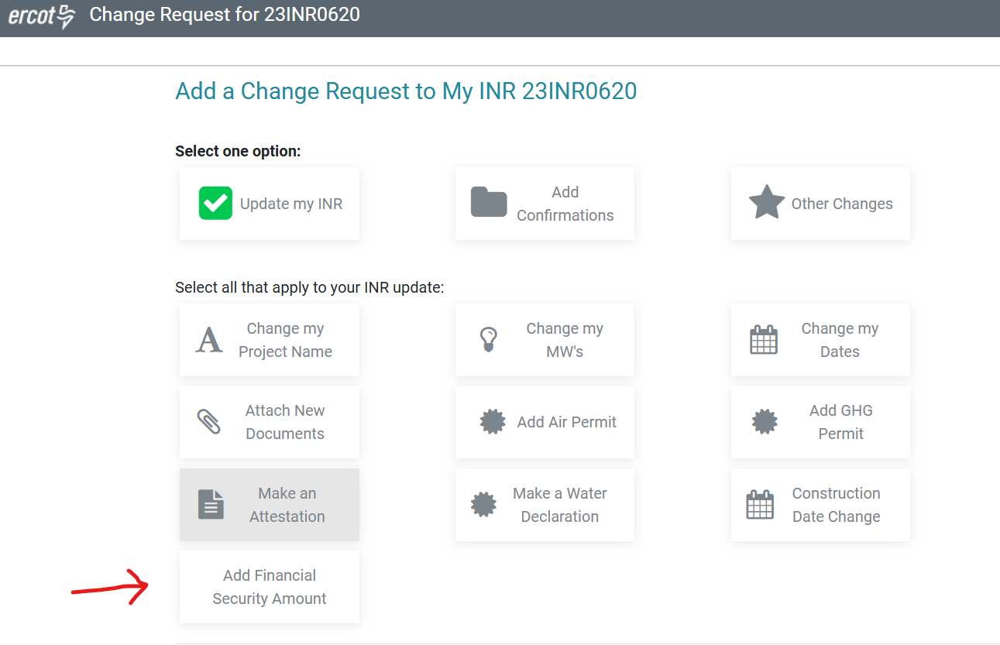 ercot Change Request for 23INR0620
Add a Change Request to My INR 23INR0620
Select one option:
Update my INR
Add
Confirmations
Other Changes
Select all that apply to your INR update:
Change my
Project Name
Change my
MW's
Change my
Dates
Attach New
Documents
Add Air Permit
Add GHG
Permit
Make an
Attestation
Make a Water
Declaration
Construction
Date Change
Add Financial
Security Amount